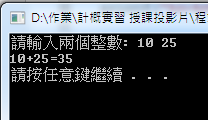 D:\作業\計概實習 授課投影片\程
請輸入兩個整數: 10 25
10+25=35
請按任意鍵繼續 . . .